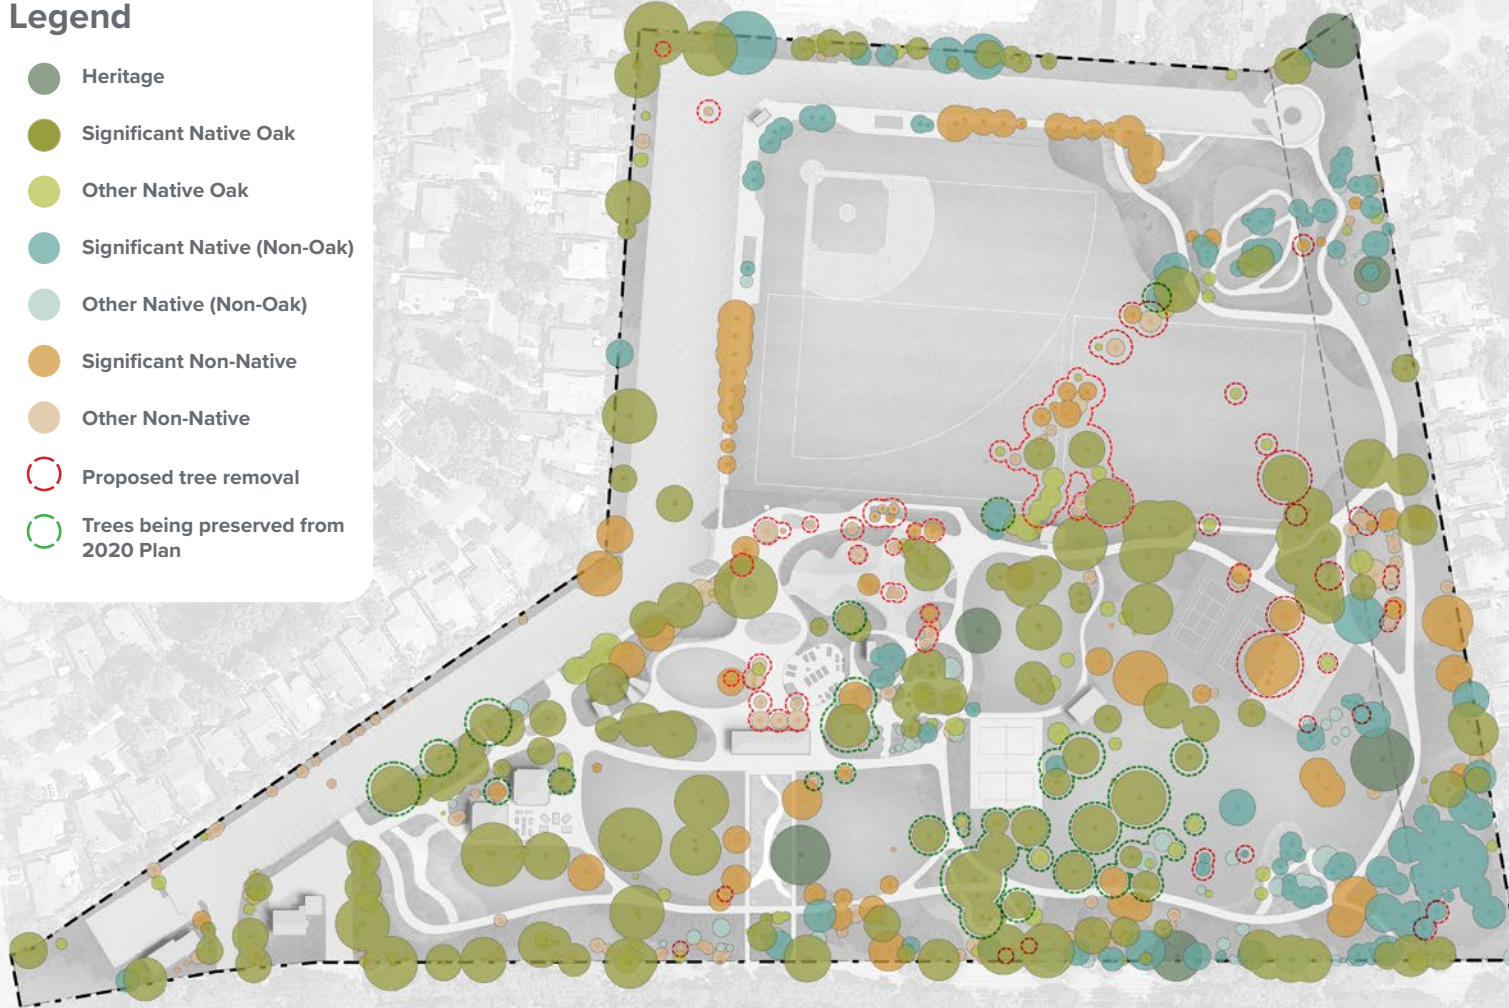 Legend
Heritage
Significant Native Oak
Other Native Oak
Significant Native (Non-Oak)
Other Native (Non-Oak)
Significant Non-Native
Other Non-Native
Proposed tree removal
Trees being preserved from
2020 Plan